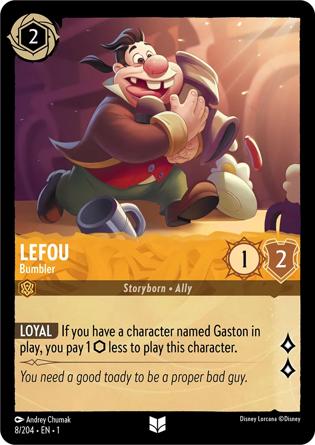 2
LEFOU
Bumbler
1
2
Storyborn • Ally
LOYAL If you have a character named Gaston in
play, you pay 1 ⬡ less to play this character.
You need a good toady to be a proper bad guy.
Andrey Chumak
Disney Lorcana ©Disney
8/204 • EN • 1